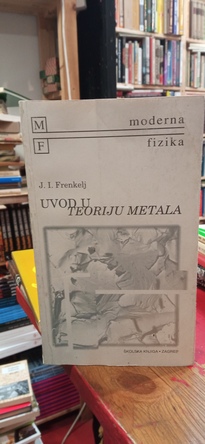 M moderna
F fizika
J. I. Frenkelj
UVOD U
TEORIJU METALA
ŠKOLSKA KNJIGA • ZAGREB